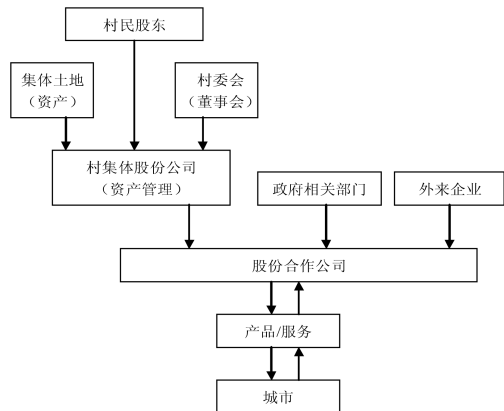 村民股东
集体土地
（资产）
村委会
（董事会）
村集体股份公司
（资产管理）
政府相关部门
外来企业
股份合作公司
产品/服务
城市